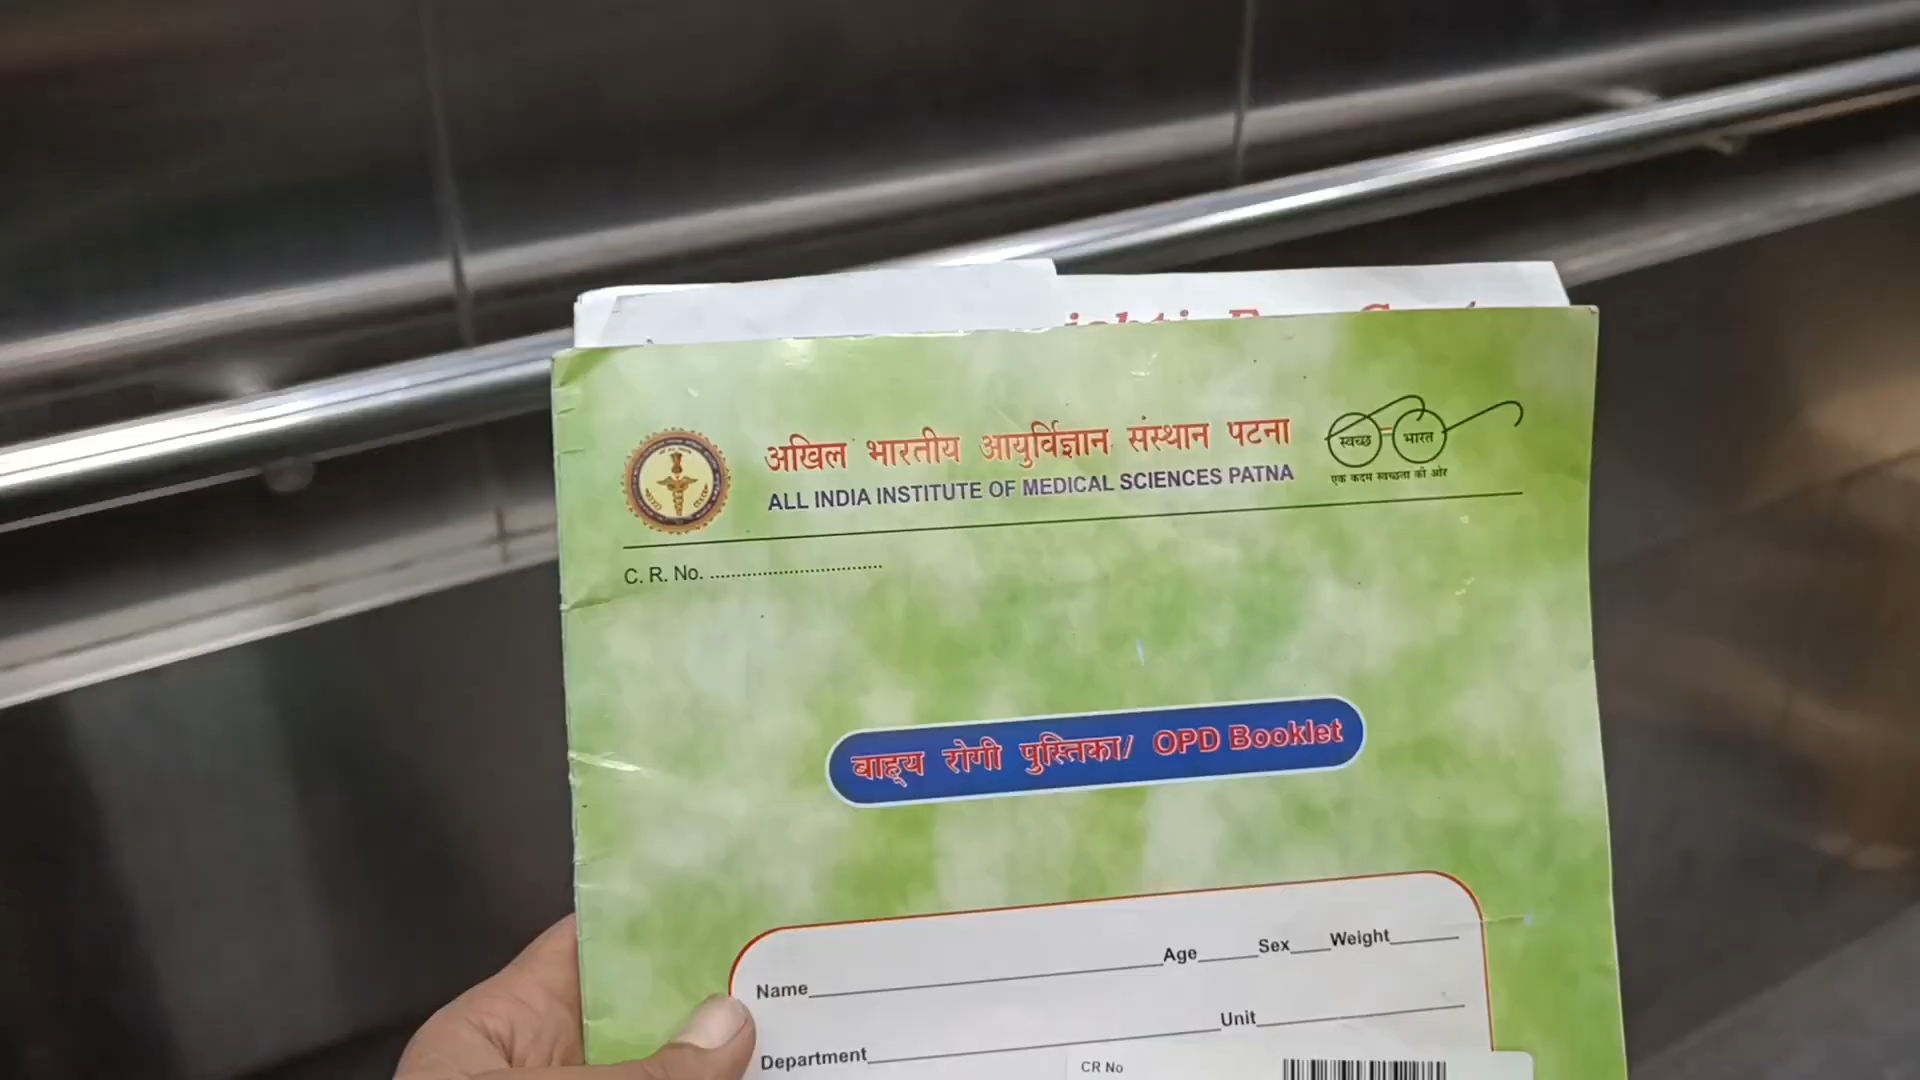 अखिल भारतीय आयुर्विज्ञान संस्थान पटना
ALL INDIA INSTITUTE OF MEDICAL SCIENCES PATNA
स्वच्छ भारत
एक कदम स्वच्छता की ओर
C. R. No. ................................
बाह्य रोगी पुस्तिका/ OPD Booklet
Name Age Sex Weight
Department Unit
CR No